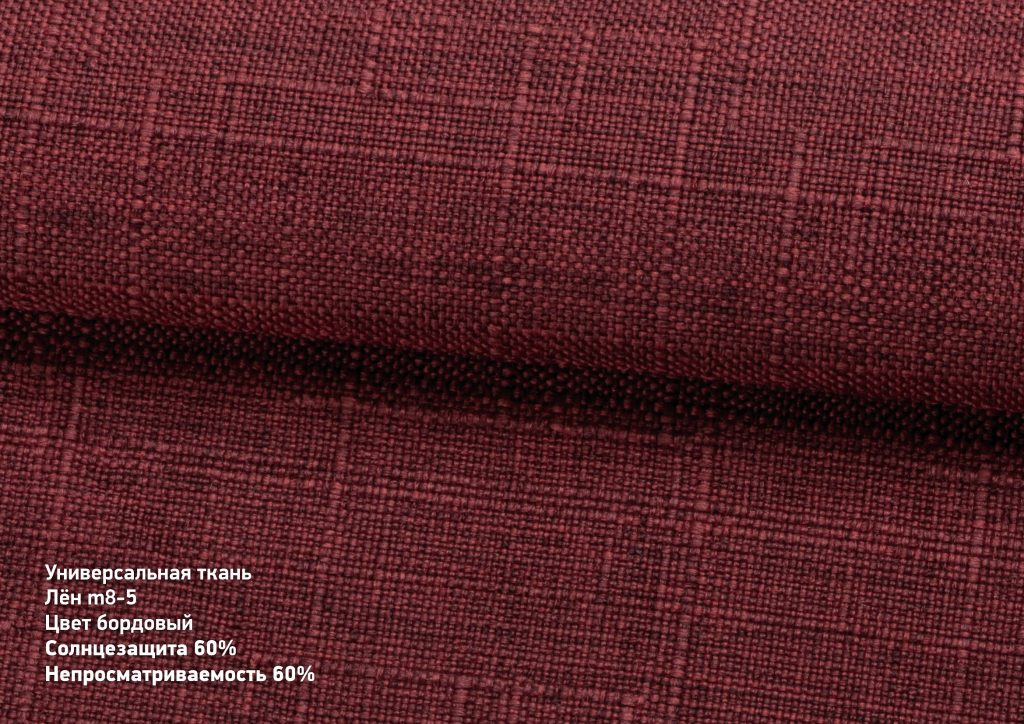 Универсальная ткань
Лён m8-5
Цвет бордовый
Солнцезащита 60%
Непросматриваемость 60%